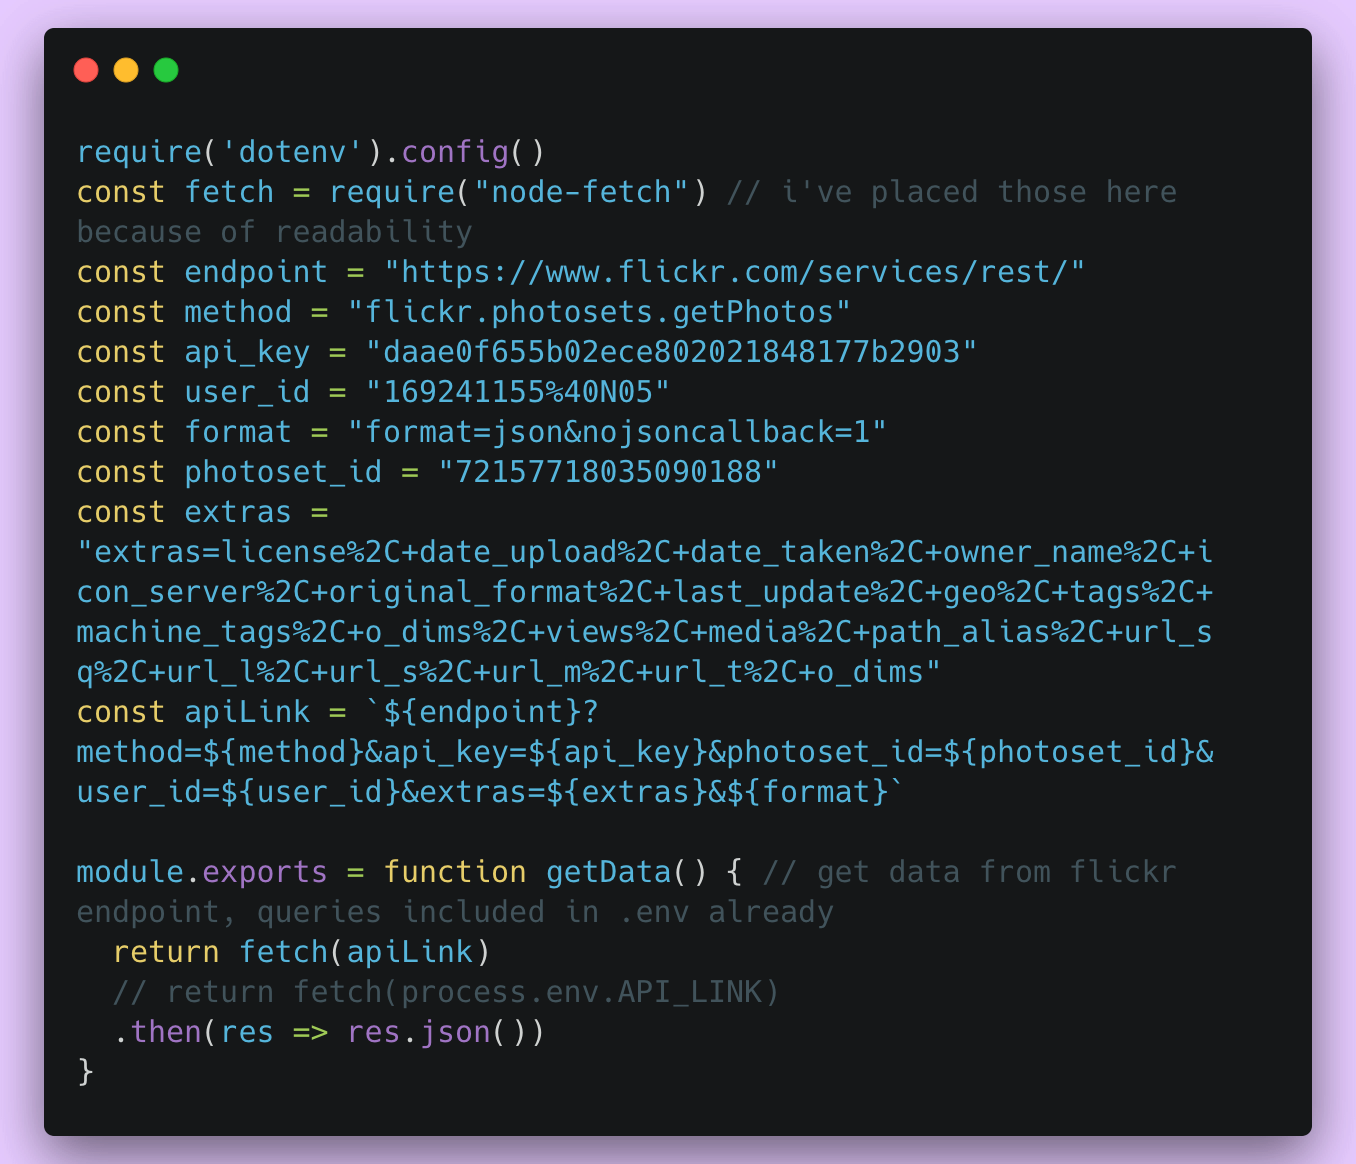 require('dotenv').config()
const fetch = require("node-fetch") // i've placed those here
because of readability
const endpoint = "https://www.flickr.com/services/rest/"
const method = "flickr.photosets.getPhotos"
const api_key = "daae0f655b02ece802021848177b2903"
const user_id = "169241155%40N05"
const format = "format=json&nojsoncallback=1"
const photoset_id = "72157718035090188"
const extras =
"extras=license%2C+date_upload%2C+date_taken%2C+owner_name%2C+i
con_server%2C+original_format%2C+last_update%2C+geo%2C+tags%2C+
machine_tags%2C+o_dims%2C+views%2C+media%2C+path_alias%2C+url_s
q%2C+url_l%2C+url_s%2C+url_m%2C+url_t%2C+o_dims"
const apiLink = `${endpoint}?
method=${method}&api_key=${api_key}&photoset_id=${photoset_id}&
user_id=${user_id}&extras=${extras}&${format}`

module.exports = function getData() { // get data from flickr
endpoint, queries included in .env already
  return fetch(apiLink)
  // return fetch(process.env.API_LINK)
  .then(res => res.json())
}